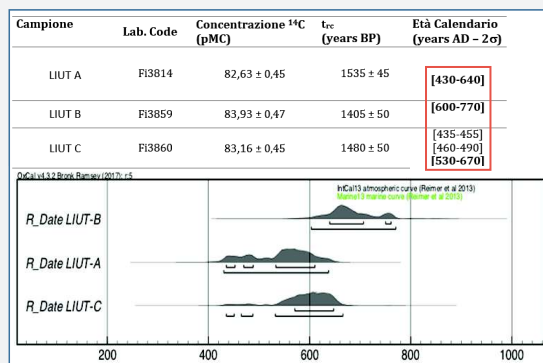 Campione Lab. Code Concentrazione ¹⁴C (pMC) tᵣc (years BP) Età Calendario (years AD – 2σ)
LIUT A Fi3814 82,63 ± 0,45 1535 ± 45 [430-640]
LIUT B Fi3859 83,93 ± 0,47 1405 ± 50 [600-770]
LIUT C Fi3860 83,16 ± 0,45 1480 ± 50 [435-455]
[460-490]
[530-670]
OxCal v4.3.2 Bronk Ramsey (2017); r:5
IntCal13 atmospheric curve (Reimer et al 2013)
Marine13 marine curve (Reimer et al 2013)
R_Date LIUT-B
R_Date LIUT-A
R_Date LIUT-C
200 400 600 800 1000